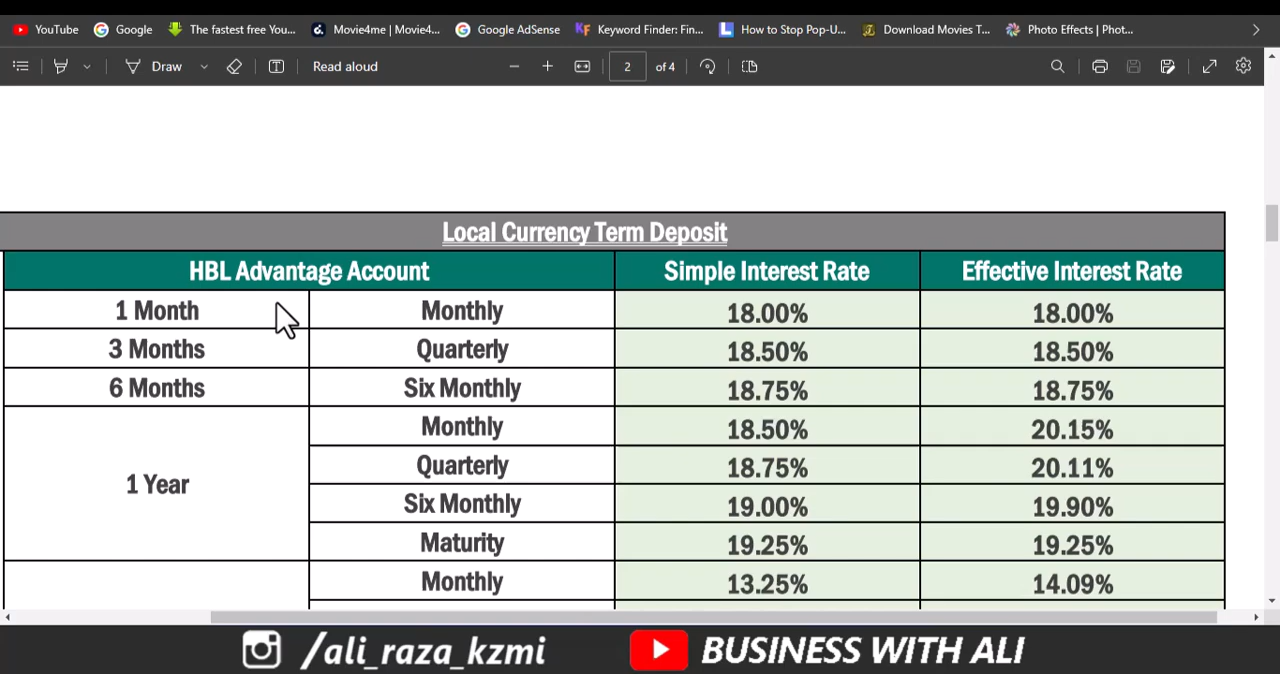 YouTube Google The fastest free You... Movie4me | Movie4... Google AdSense Keyword Finder: Fin... How to Stop Pop-U... Download Movies T... Photo Effects | Phot...
Draw Read aloud 2 of 4
Local Currency Term Deposit
HBL Advantage Account Simple Interest Rate Effective Interest Rate
1 Month Monthly 18.00% 18.00%
3 Months Quarterly 18.50% 18.50%
6 Months Six Monthly 18.75% 18.75%
1 Year Monthly 18.50% 20.15%
Quarterly 18.75% 20.11%
Six Monthly 19.00% 19.90%
Maturity 19.25% 19.25%
Monthly 13.25% 14.09%
/ali_raza_kzmi BUSINESS WITH ALI